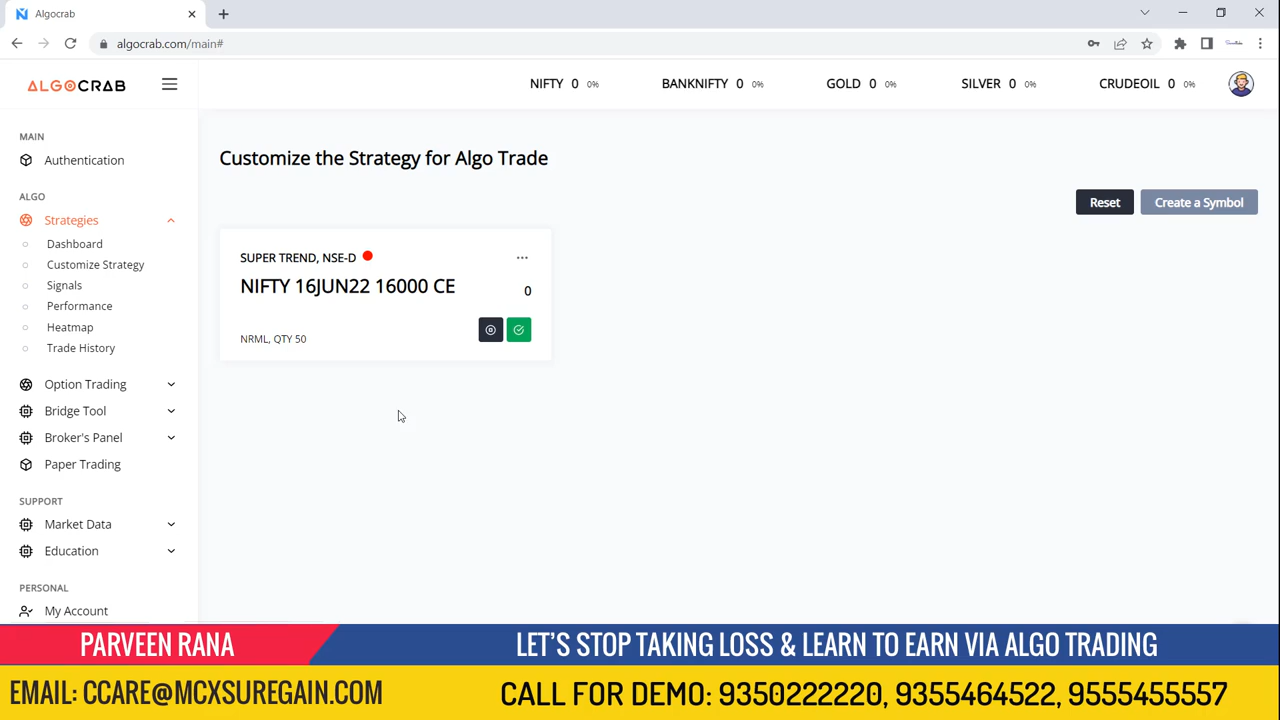 Algocrab
algocrab.com/main#
ALGOCRAB
NIFTY 0 0% BANKNIFTY 0 0% GOLD 0 0% SILVER 0 0% CRUDEOIL 0 0%
MAIN
Authentication
ALGO
Strategies
Dashboard
Customize Strategy
Signals
Performance
Heatmap
Trade History
Option Trading
Bridge Tool
Broker's Panel
Paper Trading
SUPPORT
Market Data
Education
PERSONAL
My Account
Customize the Strategy for Algo Trade
Reset Create a Symbol
SUPER TREND, NSE-D
NIFTY 16JUN22 16000 CE 0
NRML, QTY 50
PARVEEN RANA LET'S STOP TAKING LOSS & LEARN TO EARN VIA ALGO TRADING
EMAIL: CCARE@MCXSUREGAIN.COM CALL FOR DEMO: 9350222220, 9355464522, 9555455557